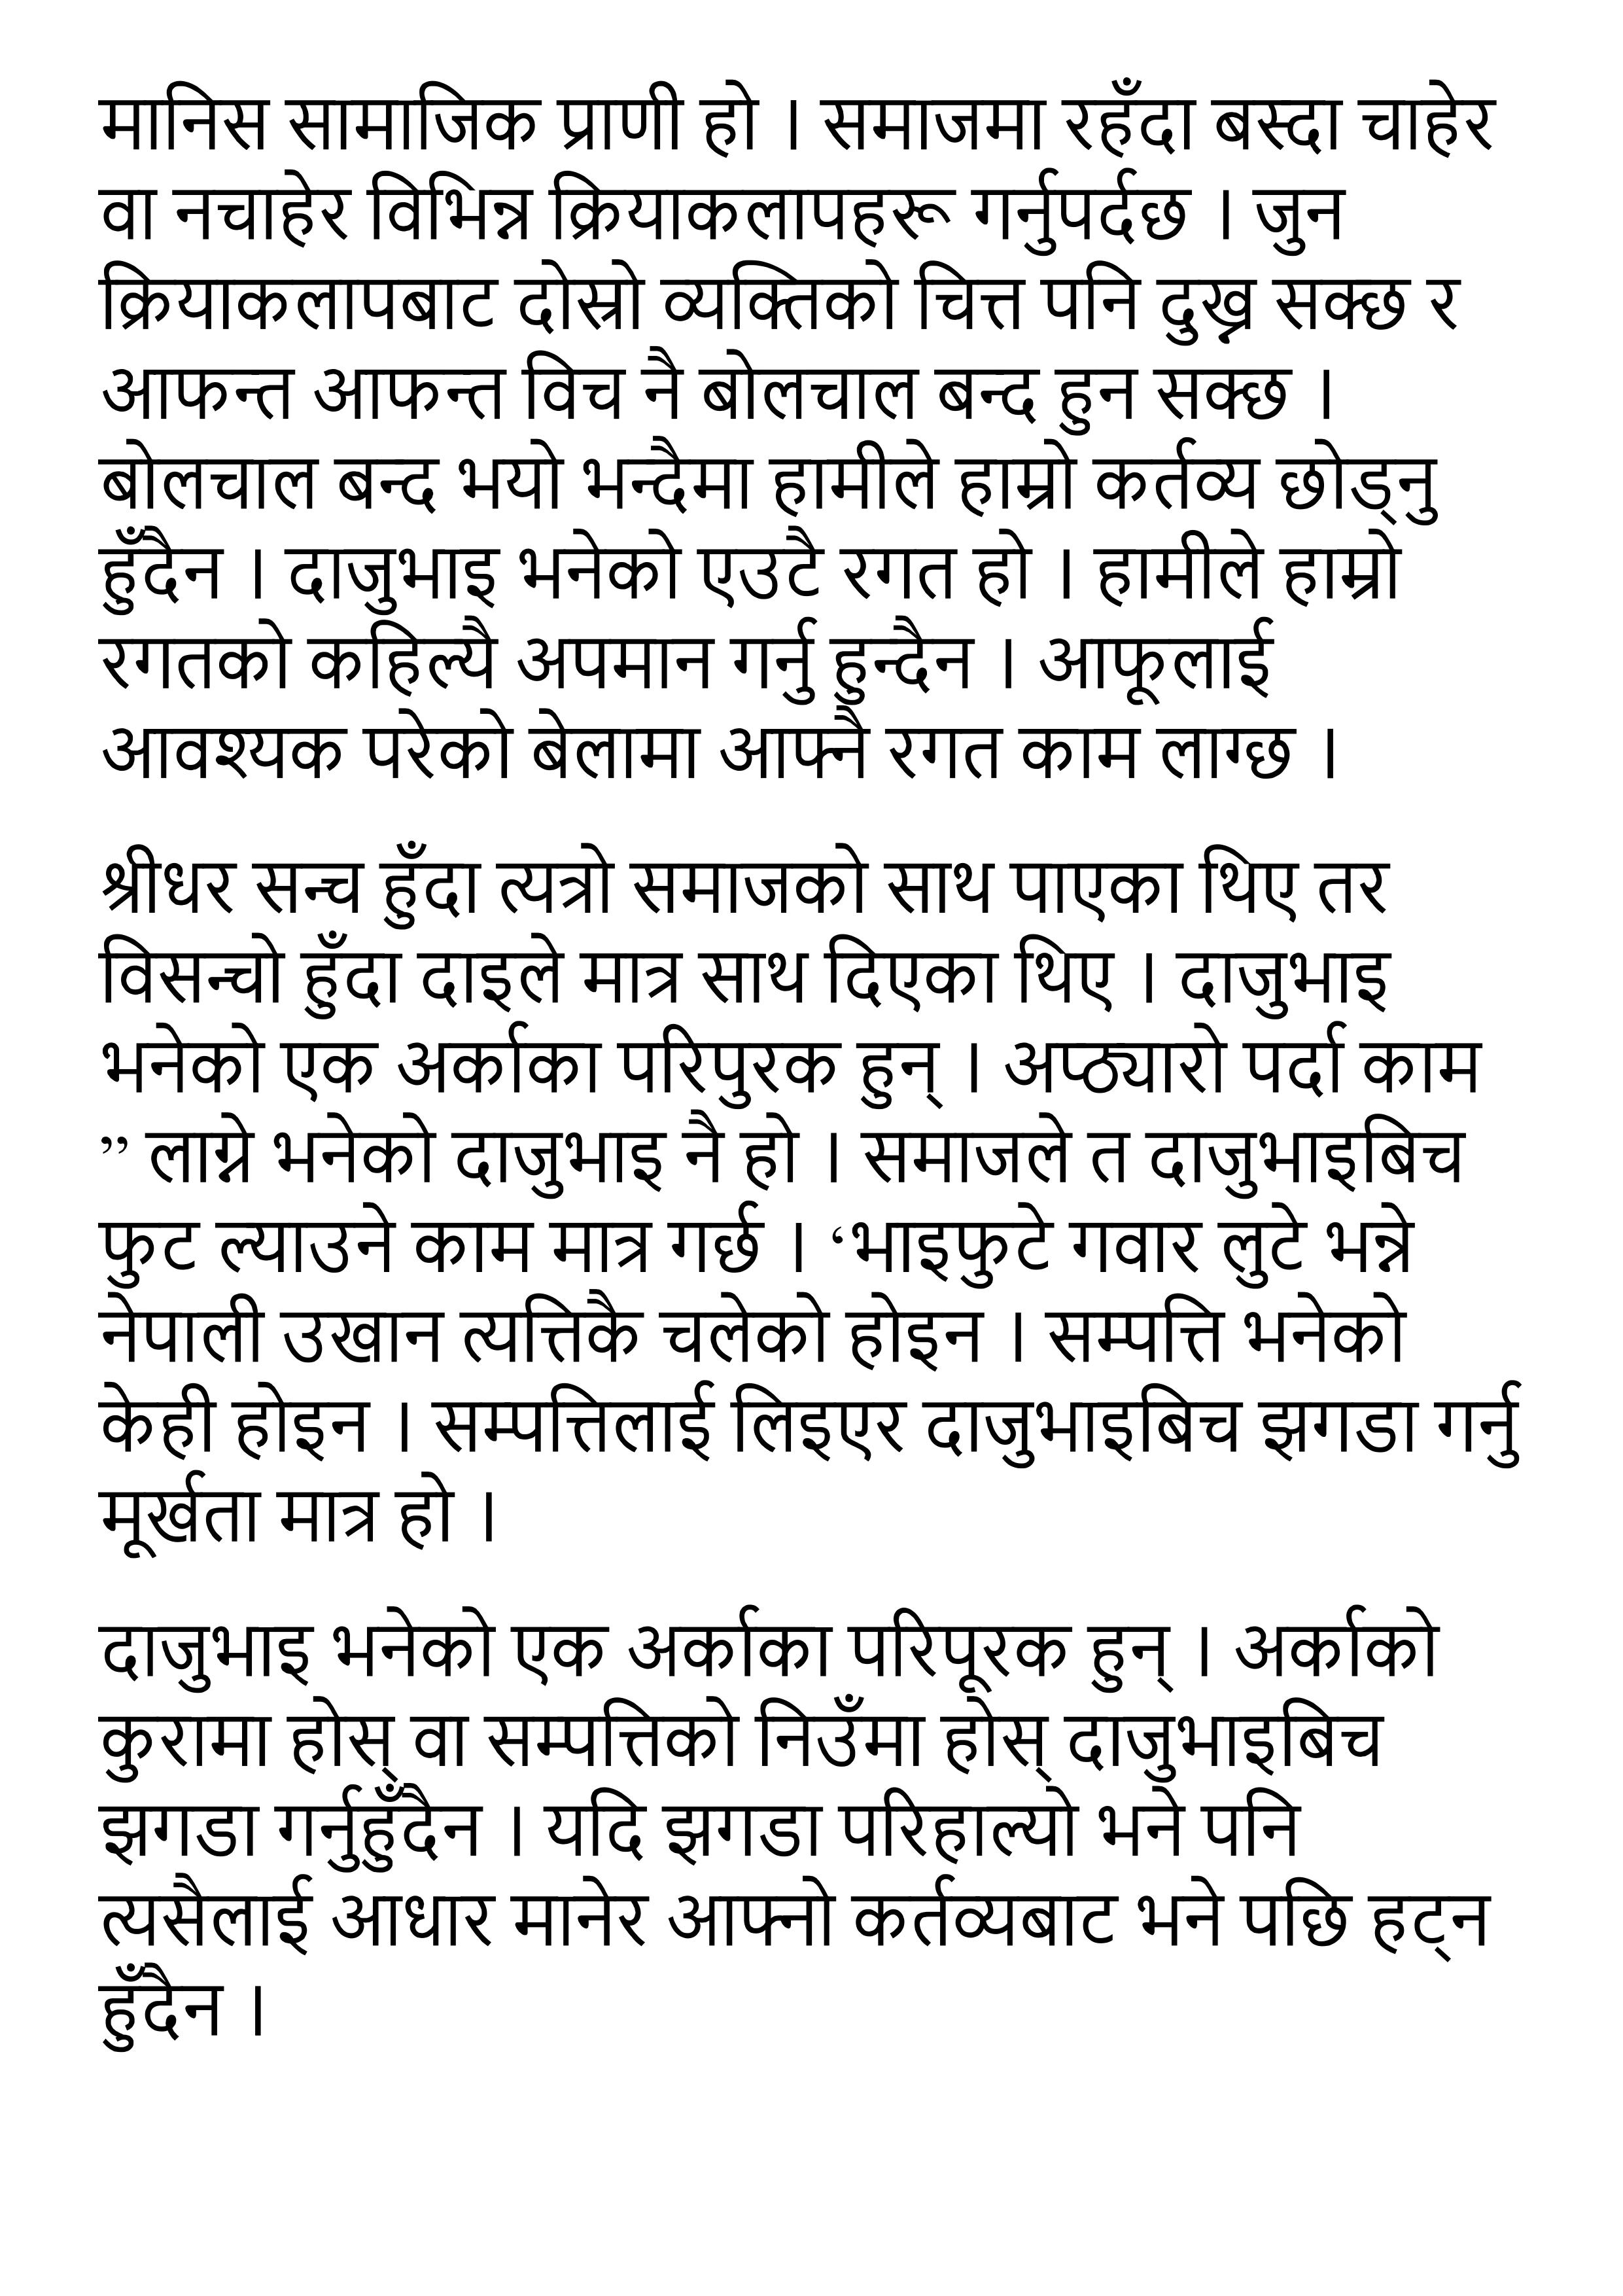 मानिस सामाजिक प्राणी हो । समाजमा रहँदा बस्दा चाहेर
वा नचाहेर विभिन्न क्रियाकलापहरू गर्नुपर्दछ । जुन
क्रियाकलापबाट दोस्रो व्यक्तिको चित्त पनि दुख्न सक्छ र
आफन्त आफन्त विच नै बोलचाल बन्द हुन सक्छ ।
बोलचाल बन्द भयो भन्दैमा हामीले हाम्रो कर्तव्य छोड्नु
हुँदैन । दाजुभाइ भनेको एउटै रगत हो । हामीले हाम्रो
रगतको कहिल्यै अपमान गर्नु हुन्दैन । आफूलाई
आवश्यक परेको बेलामा आफ्नै रगत काम लाग्छ ।
श्रीधर सन्च हुँदा त्यत्रो समाजको साथ पाएका थिए तर
विसन्चो हुँदा दाइले मात्र साथ दिएका थिए । दाजुभाइ
भनेको एक अर्काका परिपुरक हुन् । अप्ठ्यारो पर्दा काम
” लाग्ने भनेको दाजुभाइ नै हो । समाजले त दाजुभाइबिच
फुट ल्याउने काम मात्र गर्छ । ‘भाइफुटे गवार लुटे भन्ने
नेपाली उखान त्यत्तिकै चलेको होइन । सम्पत्ति भनेको
केही होइन । सम्पत्तिलाई लिइएर दाजुभाइबिच झगडा गर्नु
मूर्खता मात्र हो ।
दाजुभाइ भनेको एक अर्काका परिपूरक हुन् । अर्काको
कुरामा होस् वा सम्पत्तिको निउँमा होस् दाजुभाइबिच
झगडा गर्नुहुँदैन । यदि झगडा परिहाल्यो भने पनि
त्यसैलाई आधार मानेर आफ्नो कर्तव्यबाट भने पछि हट्न
हुँदैन ।